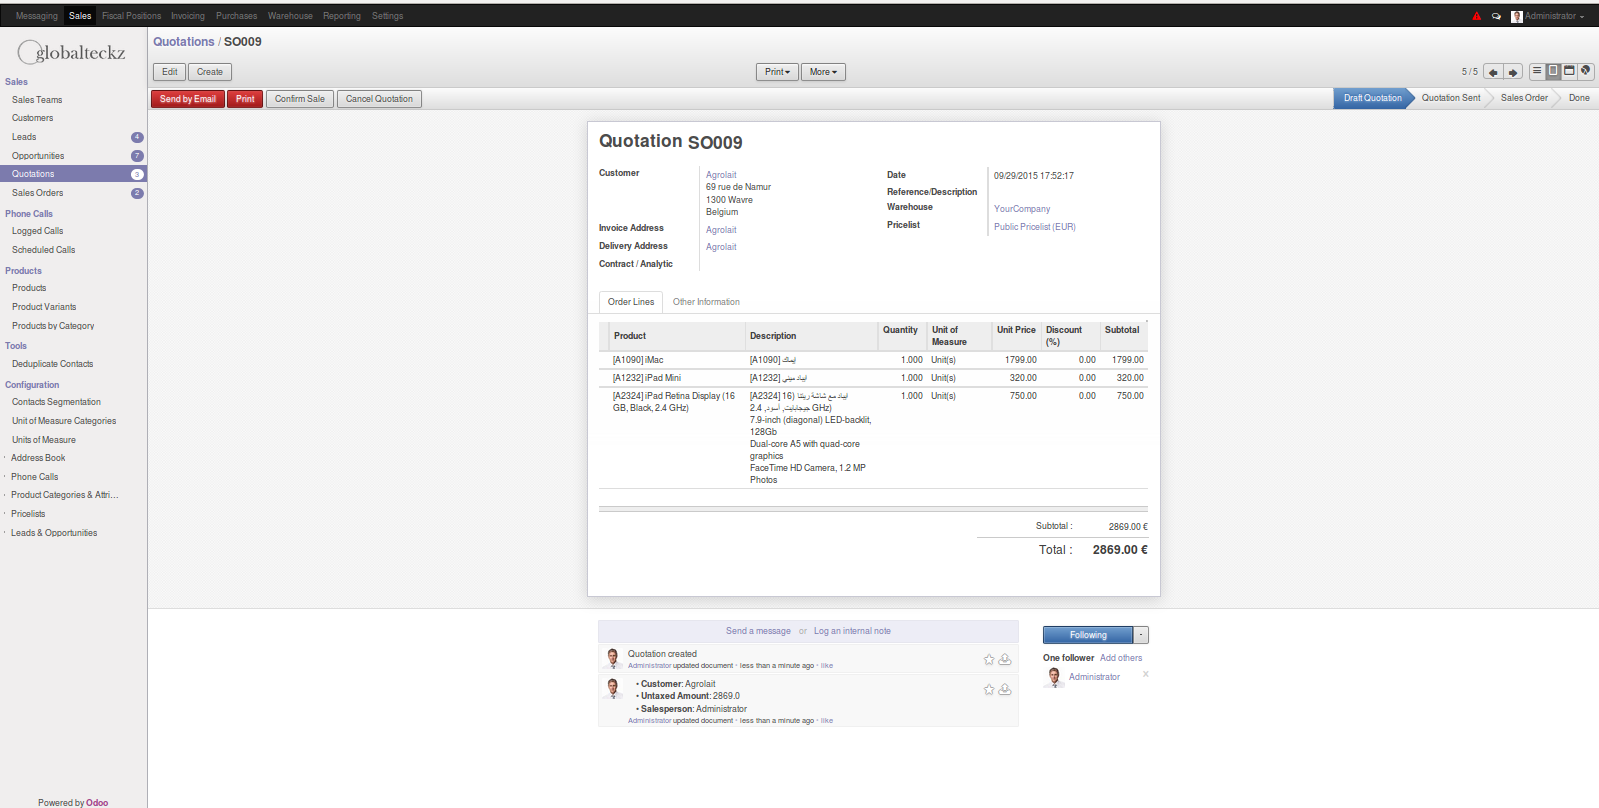 Messaging Sales Fiscal Positions Invoicing Purchases Warehouse Reporting Settings Administrator
globalteckz
Sales
Sales Teams
Customers
Leads 4
Opportunities 7
Quotations 3
Sales Orders 2
Phone Calls
Logged Calls
Scheduled Calls
Products
Products
Product Variants
Products by Category
Tools
Deduplicate Contacts
Configuration
Contacts Segmentation
Unit of Measure Categories
Units of Measure
Address Book
Phone Calls
Product Categories & Attri...
Pricelists
Leads & Opportunities
Powered by Odoo
Quotations / SO009
Edit Create Print More 5 / 5
Send by Email Print Confirm Sale Cancel Quotation Draft Quotation Quotation Sent Sales Order Done
Quotation SO009
Customer
Agrolait
69 rue de Namur
1300 Wavre
Belgium
Invoice Address Agrolait
Delivery Address Agrolait
Contract / Analytic
Date 09/29/2015 17:52:17
Reference/Description
Warehouse YourCompany
Pricelist Public Pricelist (EUR)
Order Lines Other Information
Product Description Quantity Unit of Measure Unit Price Discount (%) Subtotal
[A1090] iMac [A1090] ايماك 1.000 Unit(s) 1799.00 0.00 1799.00
[A1232] iPad Mini [A1232] ايباد ميني 1.000 Unit(s) 320.00 0.00 320.00
[A2324] iPad Retina Display (16 [A2324] ايباد مع شاشة ريتنا (16 1.000 Unit(s) 750.00 0.00 750.00
GB, Black, 2.4 GHz) جيجابايت, أسود, 2.4 GHz)
7.9-inch (diagonal) LED-backlit,
128Gb
Dual-core A5 with quad-core
graphics
FaceTime HD Camera, 1.2 MP
Photos
Subtotal : 2869.00 €
Total : 2869.00 €
Send a message or Log an internal note
Quotation created
Administrator updated document • less than a minute ago • like
• Customer: Agrolait
• Untaxed Amount: 2869.0
• Salesperson: Administrator
Administrator updated document • less than a minute ago • like
Following
One follower Add others
Administrator x